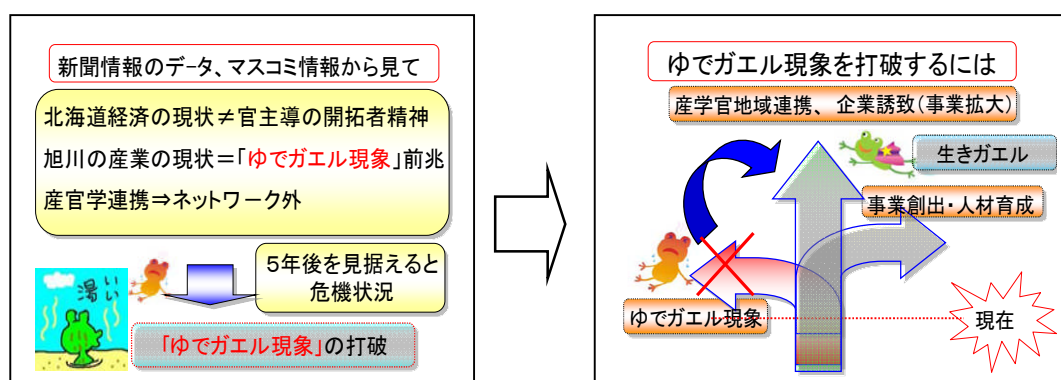 新聞情報のデータ、マスコミ情報から見て
北海道経済の現状≠官主導の開拓者精神
旭川の産業の現状＝｢ゆでガエル現象｣前兆
産官学連携⇒ネットワーク外
5年後を見据えると
危機状況
いい
湯
｢ゆでガエル現象｣の打破
ゆでガエル現象を打破するには
産学官地域連携、企業誘致(事業拡大)
生きガエル
事業創出・人材育成
ゆでガエル現象
現在